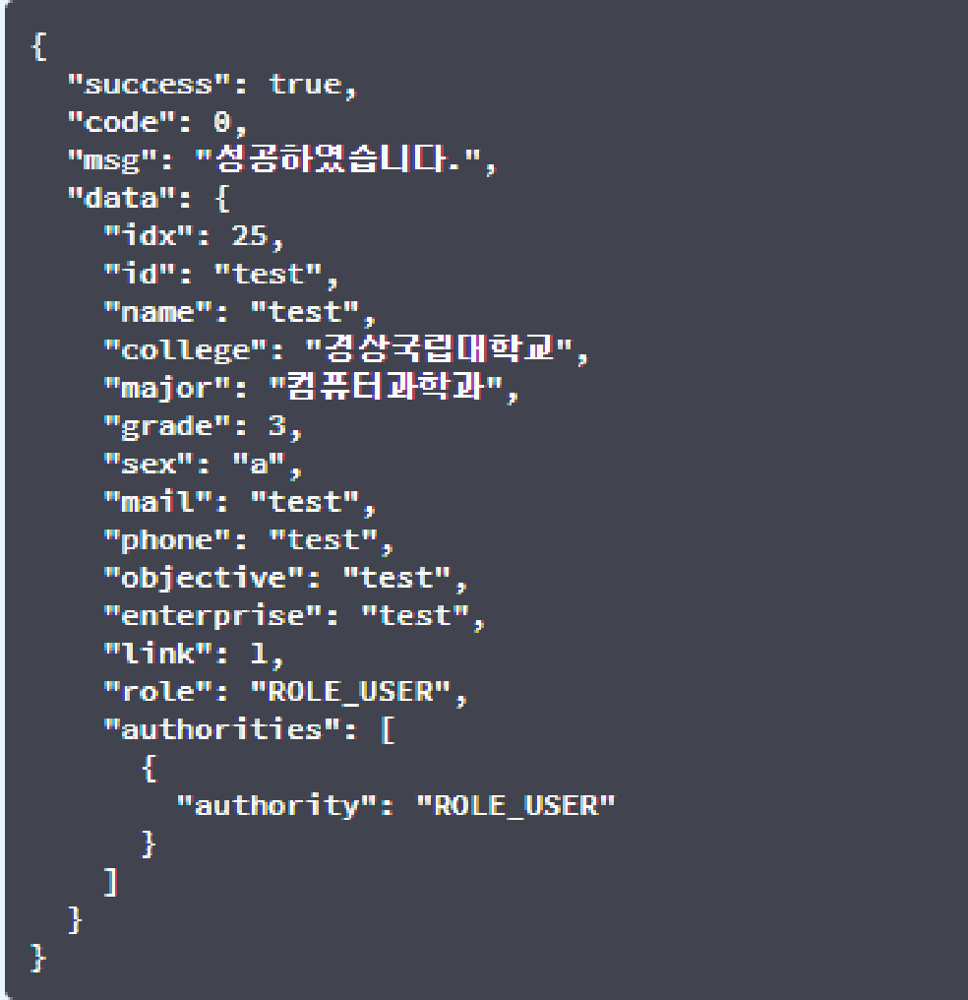 {
  "success": true,
  "code": 0,
  "msg": "성공하였습니다.",
  "data": {
    "idx": 25,
    "id": "test",
    "name": "test",
    "college": "경상국립대학교",
    "major": "컴퓨터과학과",
    "grade": 3,
    "sex": "a",
    "mail": "test",
    "phone": "test",
    "objective": "test",
    "enterprise": "test",
    "link": 1,
    "role": "ROLE_USER",
    "authorities": [
      {
        "authority": "ROLE_USER"
      }
    ]
  }
}